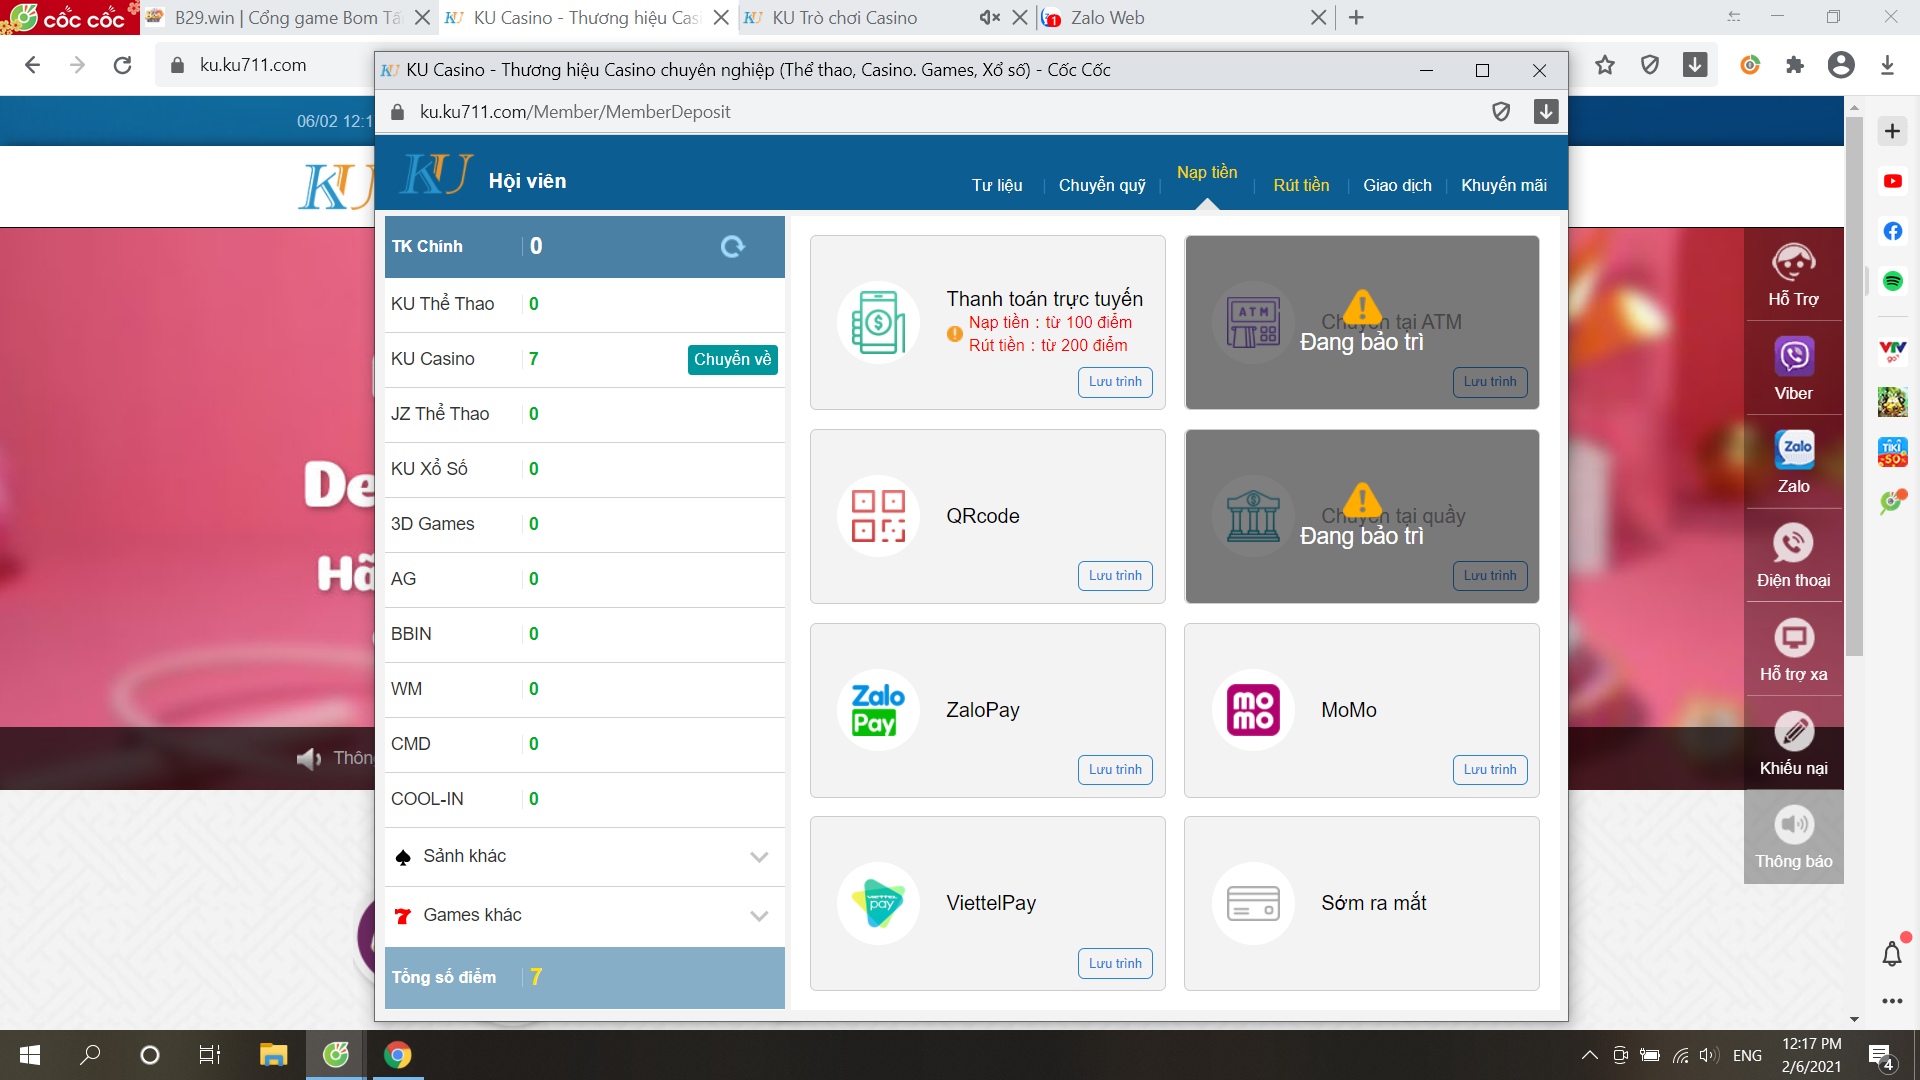 cốc cốc
B29.win | Cổng game Bom Tấ
KU Casino - Thương hiệu Cas
KU Trò chơi Casino
1
Zalo Web
ku.ku711.com
KU Casino - Thương hiệu Casino chuyên nghiệp (Thể thao, Casino. Games, Xổ số) - Cốc Cốc
ku.ku711.com/Member/MemberDeposit
06/02 12:1
KU
KU
Hội viên
Tư liệu
Chuyển quỹ
Nạp tiền
Rút tiền
Giao dịch
Khuyến mãi
TK Chính
0
KU Thể Thao
0
KU Casino
7
Chuyển về
JZ Thể Thao
0
KU Xổ Số
0
3D Games
0
AG
0
BBIN
0
WM
0
CMD
0
COOL-IN
0
Sảnh khác
7
Games khác
Tổng số điểm
7
Thanh toán trực tuyến
Nạp tiền : từ 100 điểm
Rút tiền : từ 200 điểm
Lưu trình
ATM
Chuyển tại ATM
Đang bảo trì
Lưu trình
QRcode
Lưu trình
Chuyển tại quầy
Đang bảo trì
Lưu trình
Zalo
Pay
ZaloPay
Lưu trình
mo
mo
MoMo
Lưu trình
VIETTEL
pay
ViettelPay
Lưu trình
Sớm ra mắt
De
Hã
Thôn
Hỗ Trợ
Viber
Zalo
Zalo
Điện thoại
Hỗ trợ xa
Khiếu nại
Thông báo
VTV
go
TIKI
SO
ENG
12:17 PM
2/6/2021
4